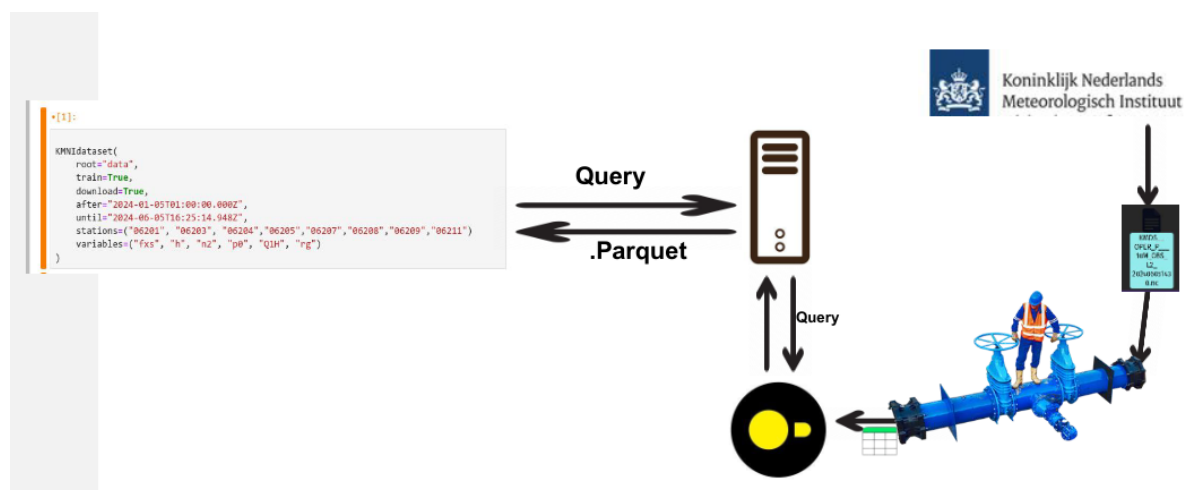 [1]:
KMNIdataset(
root="data",
train=True,
download=True,
after="2024-01-05T01:00:00.000Z",
until="2024-06-05T16:25:14.948Z",
stations=("06201", "06203", "06204","06205","06207","06208","06209","06211")
variables=("fxs", "h", "n2", "p0", "Q1H", "rg")
)
Query
.Parquet
Query
Koninklijk Nederlands
Meteorologisch Instituut